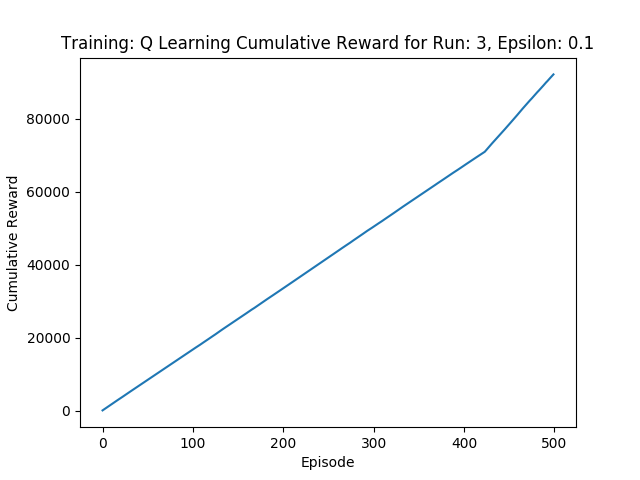 Training: Q Learning Cumulative Reward for Run: 3, Epsilon: 0.1
Cumulative Reward
80000
60000
40000
20000
0
0 100 200 300 400 500
Episode